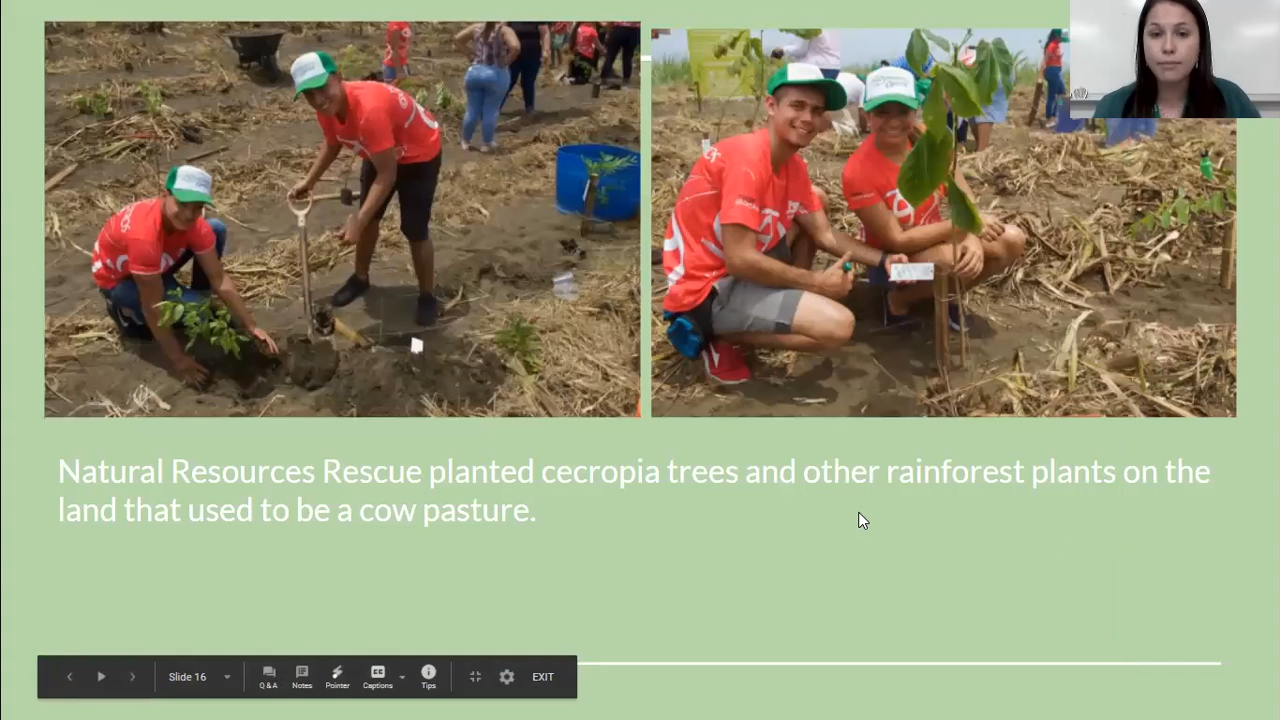 Natural Resources Rescue planted cecropia trees and other rainforest plants on the
land that used to be a cow pasture.
Slide 16
Q & A
Notes
Pointer
Captions
Tips
EXIT